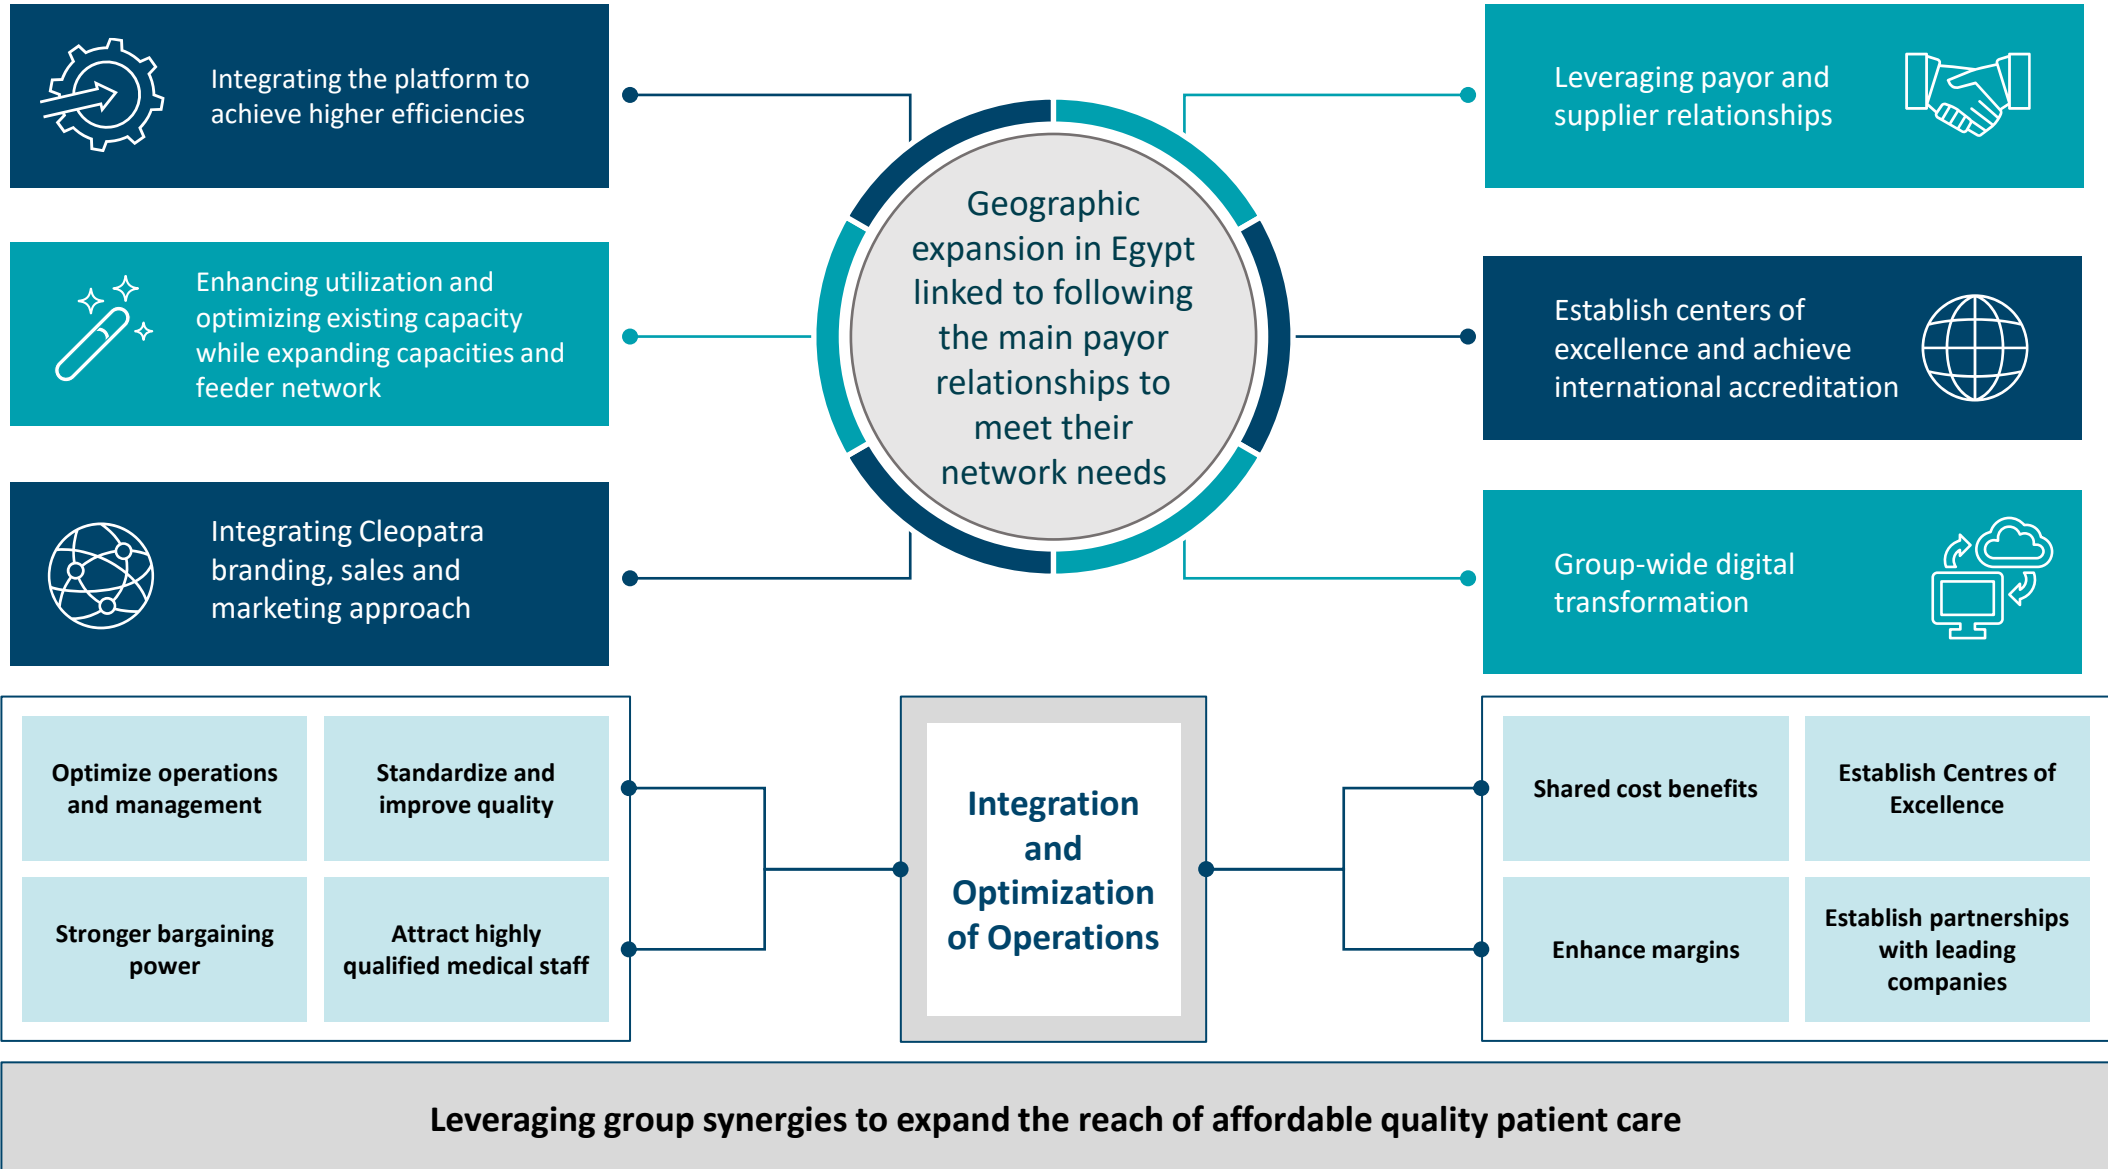 Integrating the platform to
achieve higher efficiencies
Enhancing utilization and
optimizing existing capacity
while expanding capacities and
feeder network
Integrating Cleopatra
branding, sales and
marketing approach
Geographic
expansion in Egypt
linked to following
the main payor
relationships to
meet their
network needs
Leveraging payor and
supplier relationships
Establish centers of
excellence and achieve
international accreditation
Group-wide digital
transformation
Optimize operations
and management
Standardize and
improve quality
Stronger bargaining
power
Attract highly
qualified medical staff
Integration
and
Optimization
of Operations
Shared cost benefits
Establish Centres of
Excellence
Enhance margins
Establish partnerships
with leading
companies
Leveraging group synergies to expand the reach of affordable quality patient care